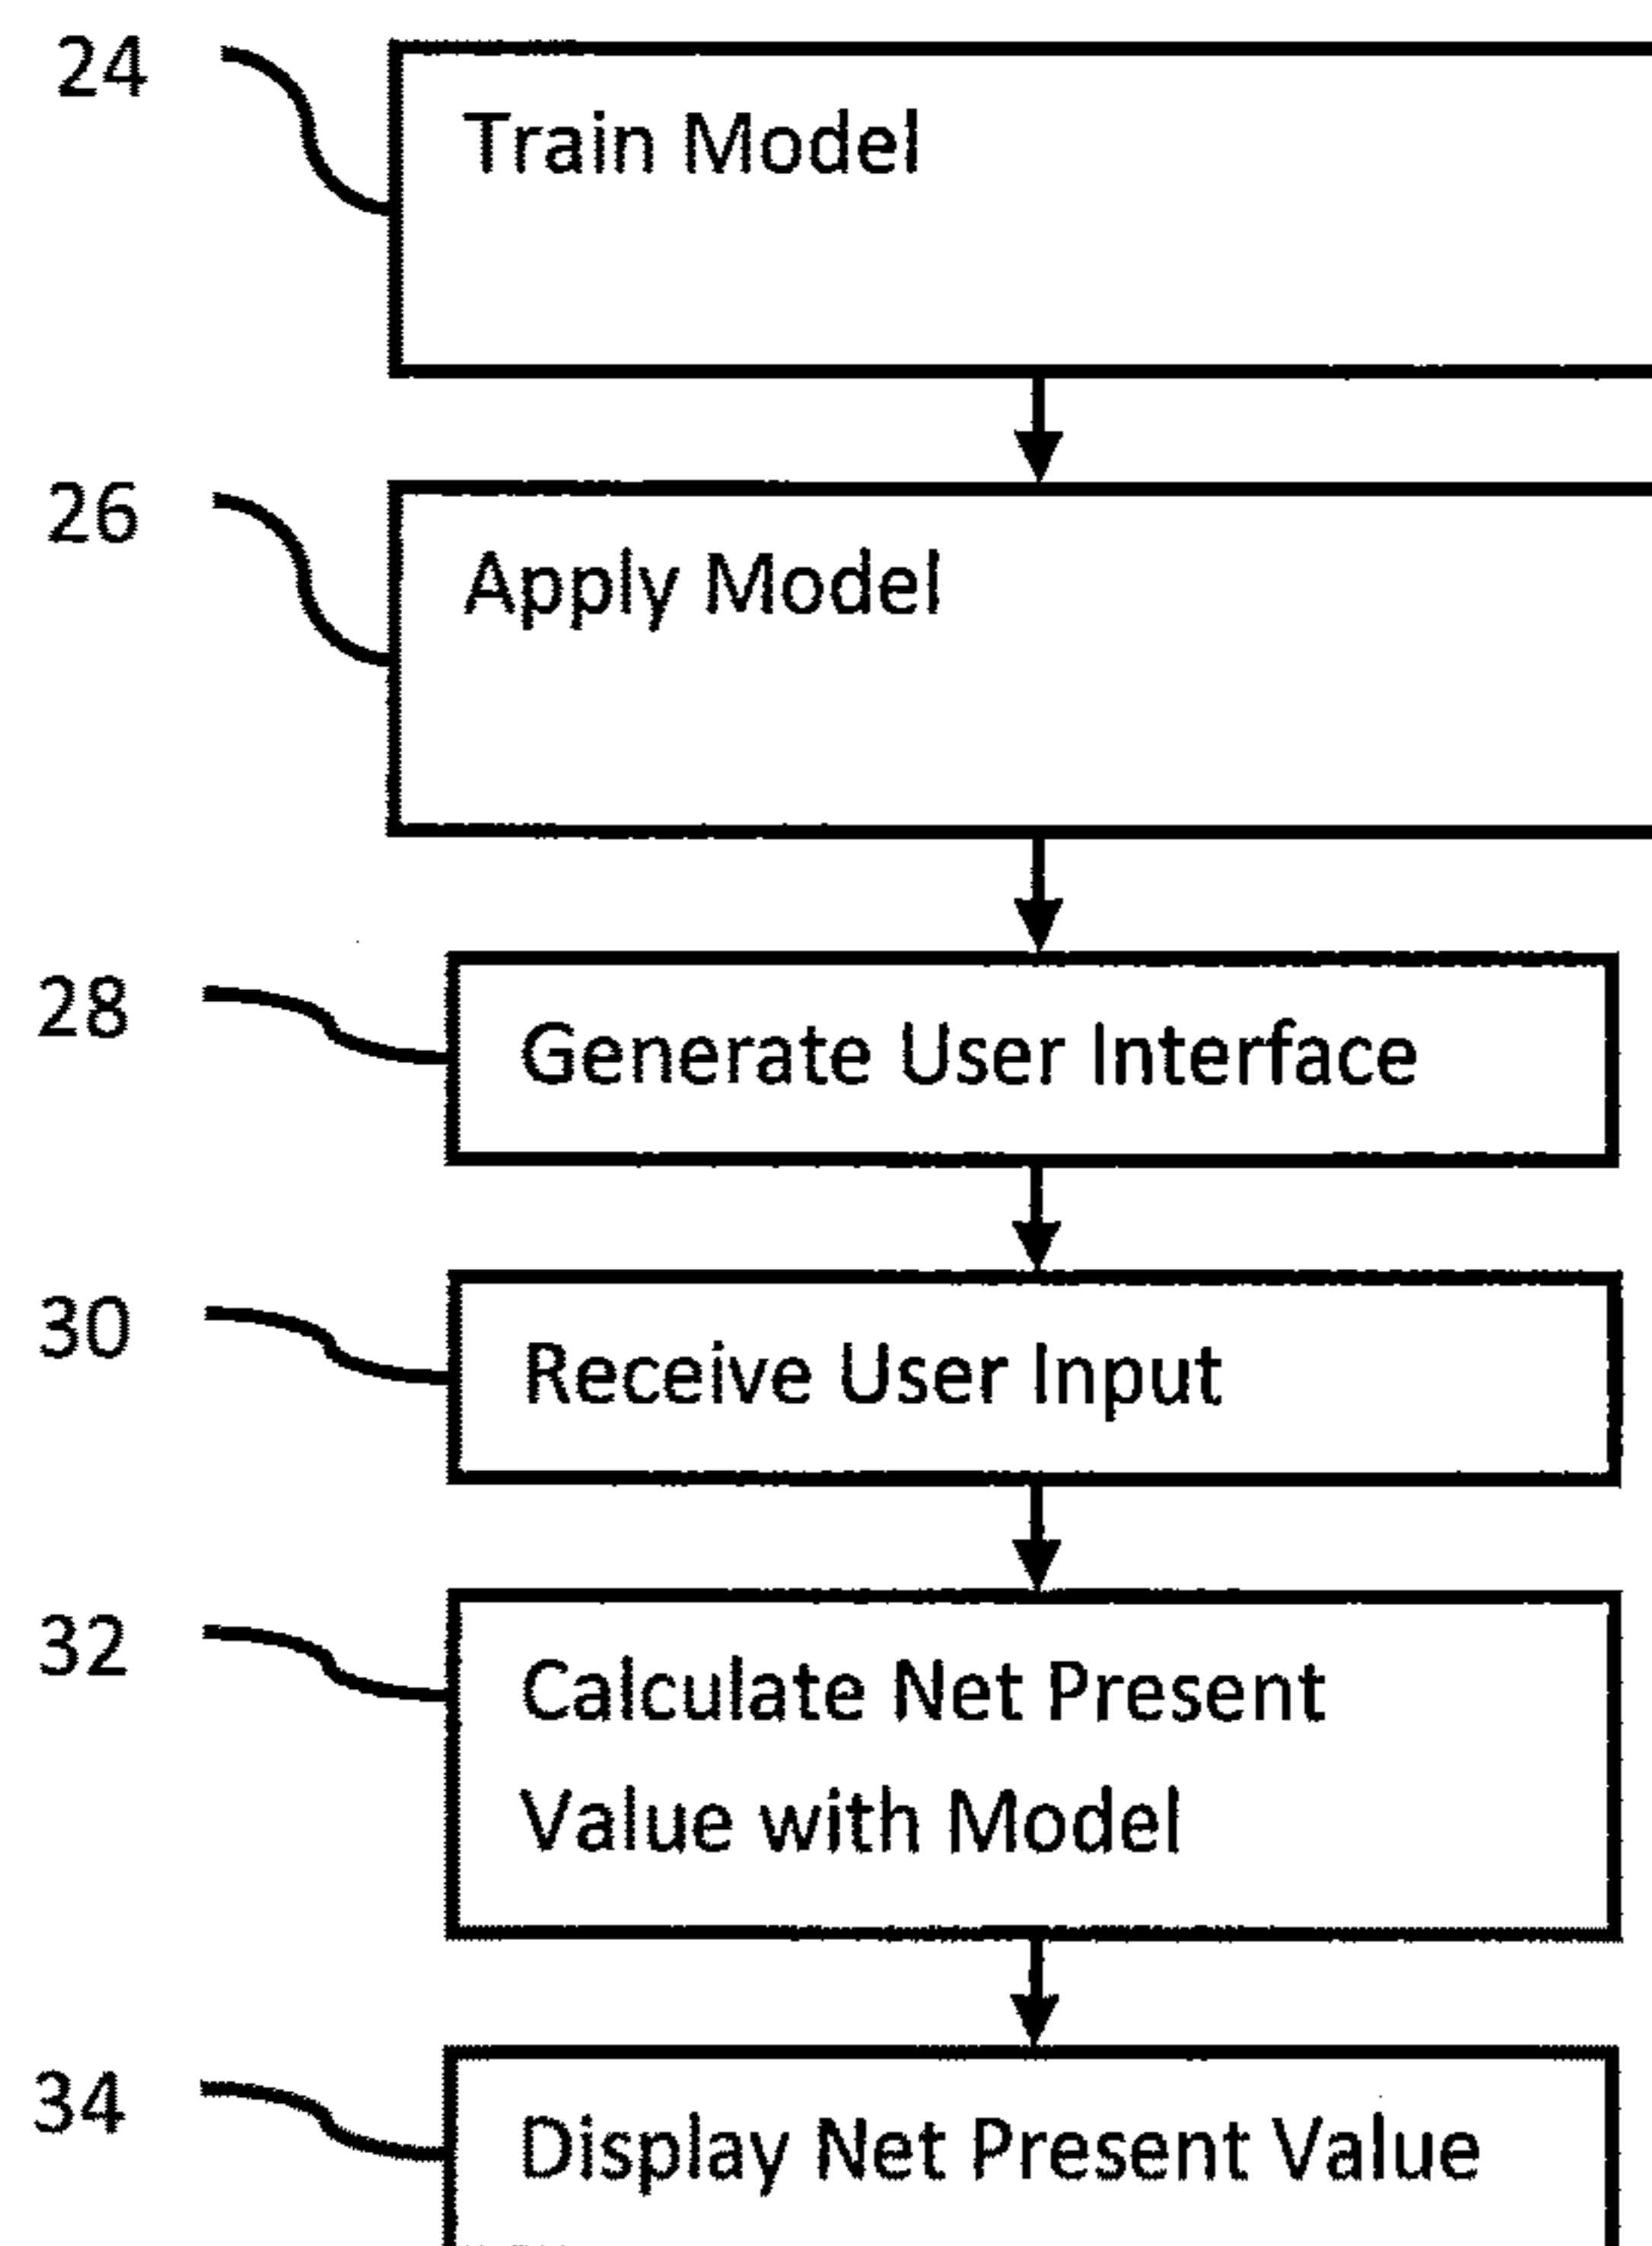 24
Train Model
26
Apply Model
28
Generate User Interface
30
Receive User Input
32
Calculate Net Present
Value with Model
34
Display Net Present Value